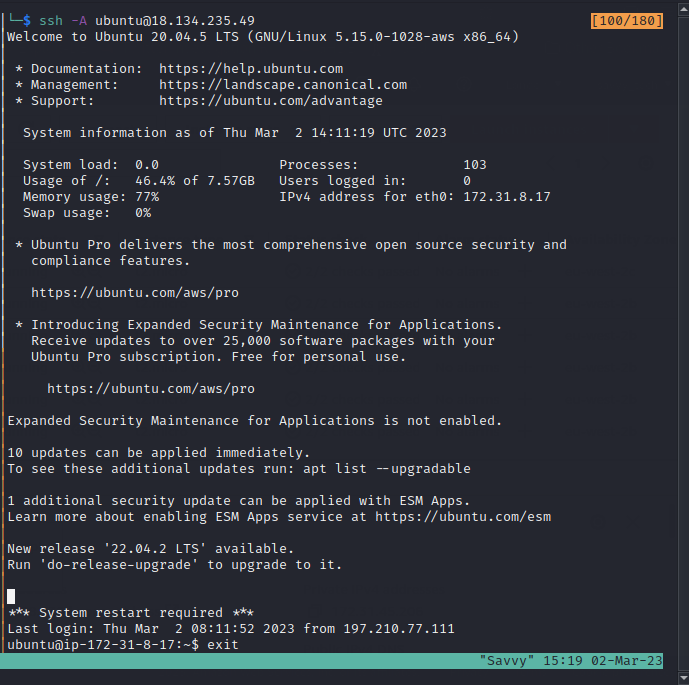 └─$ ssh -A ubuntu@18.134.235.49 [100/180]
Welcome to Ubuntu 20.04.5 LTS (GNU/Linux 5.15.0-1028-aws x86_64)
* Documentation: https://help.ubuntu.com
* Management: https://landscape.canonical.com
* Support: https://ubuntu.com/advantage
System information as of Thu Mar 2 14:11:19 UTC 2023
System load: 0.0 Processes: 103
Usage of /: 46.4% of 7.57GB Users logged in: 0
Memory usage: 77% IPv4 address for eth0: 172.31.8.17
Swap usage: 0%
* Ubuntu Pro delivers the most comprehensive open source security and
compliance features.
https://ubuntu.com/aws/pro
* Introducing Expanded Security Maintenance for Applications.
Receive updates to over 25,000 software packages with your
Ubuntu Pro subscription. Free for personal use.
https://ubuntu.com/aws/pro
Expanded Security Maintenance for Applications is not enabled.
10 updates can be applied immediately.
To see these additional updates run: apt list --upgradable
1 additional security update can be applied with ESM Apps.
Learn more about enabling ESM Apps service at https://ubuntu.com/esm
New release '22.04.2 LTS' available.
Run 'do-release-upgrade' to upgrade to it.
*** System restart required ***
Last login: Thu Mar 2 08:11:52 2023 from 197.210.77.111
ubuntu@ip-172-31-8-17:~$ exit
"Savvy" 15:19 02-Mar-23